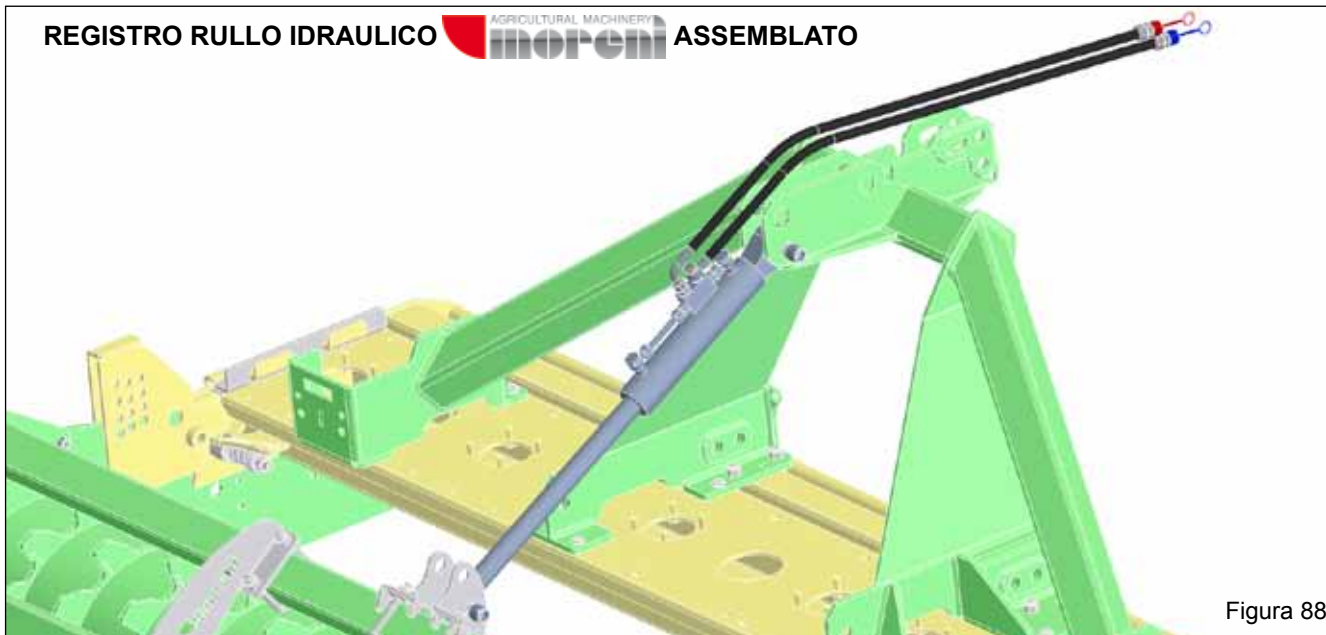 REGISTRO RULLO IDRAULICO AGRICULTURAL MACHINERY moreni ASSEMBLATO
Figura 88